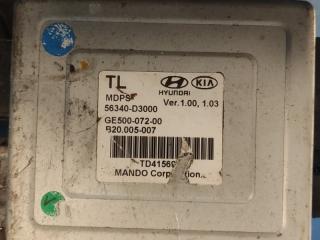 TL
HYUNDAI KIA
MDPS
Ver.1.00, 1.03
56340-D3000
GE500-072-00
B20.005-007
TD4156
MANDO Corporation.